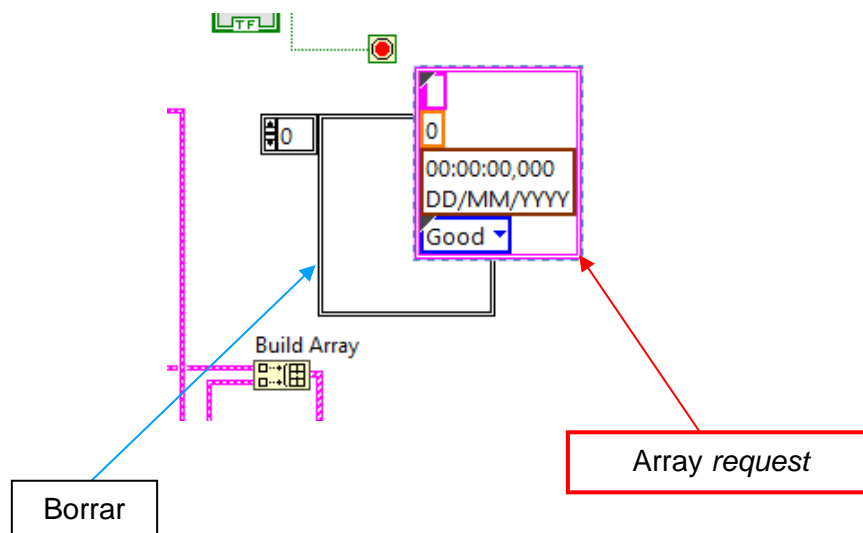 TF
0
0
00:00:00,000
DD/MM/YYYY
Good
Build Array
Array request
Borrar